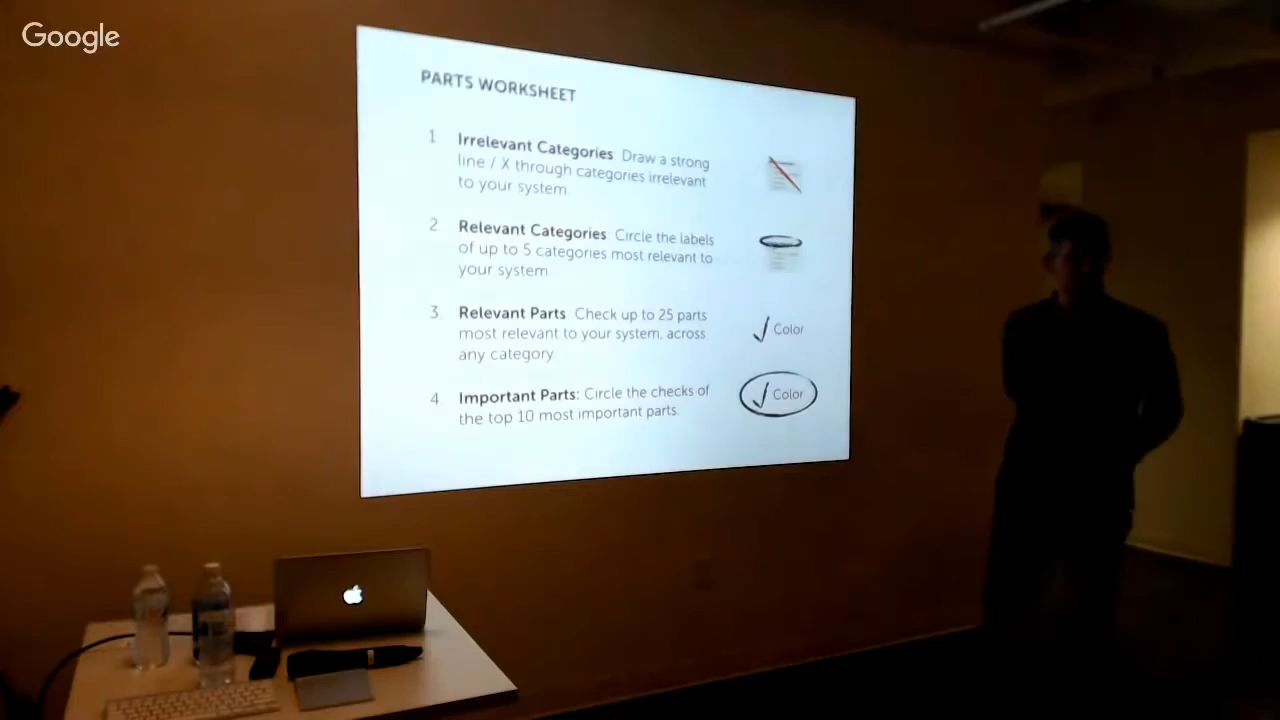 Google
PARTS WORKSHEET
1. Irrelevant Categories Draw a strong
line / X through categories irrelevant
to your system
2. Relevant Categories Circle the labels
of up to 5 categories most relevant to
your system
3. Relevant Parts Check up to 25 parts
most relevant to your system, across
any category
Color
4 Important Parts: Circle the checks of
the top 10 most important parts.
Color